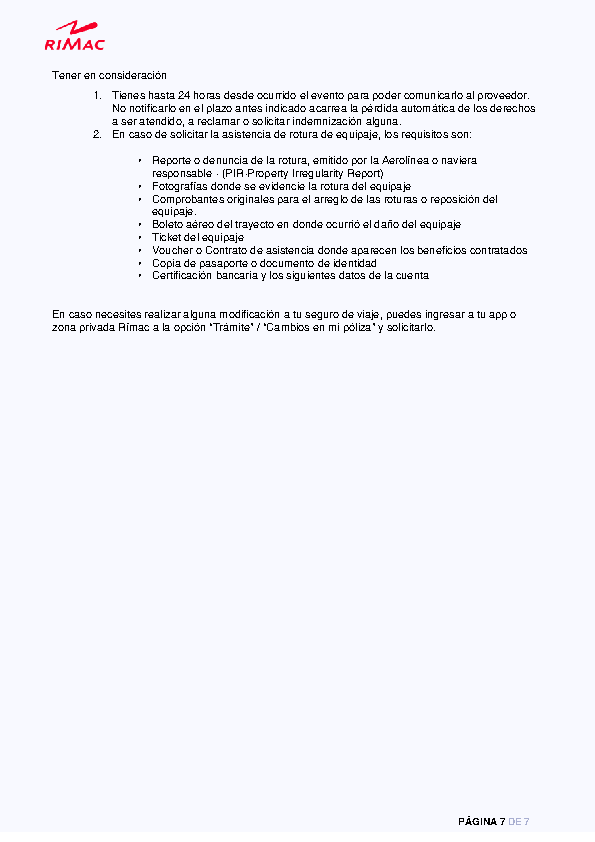 RIMAC
Tener en consideración
1. Tienes hasta 24 horas desde ocurrido el evento para poder comunicarlo al proveedor.
No notificarlo en el plazo antes indicado acarrea la pérdida automática de los derechos
a ser atendido, a reclamar o solicitar indemnización alguna.
2. En caso de solicitar la asistencia de rotura de equipaje, los requisitos son:
• Reporte o denuncia de la rotura, emitido por la Aerolínea o naviera
responsable - (PIR-Property Irregularity Report)
• Fotografías donde se evidencie la rotura del equipaje
• Comprobantes originales para el arreglo de las roturas o reposición del
equipaje.
• Boleto aéreo del trayecto en donde ocurrió el daño del equipaje
• Ticket del equipaje
• Voucher o Contrato de asistencia donde aparecen los beneficios contratados
• Copia de pasaporte o documento de identidad
• Certificación bancaria y los siguientes datos de la cuenta
En caso necesites realizar alguna modificación a tu seguro de viaje, puedes ingresar a tu app o
zona privada Rímac a la opción “Trámite” / “Cambios en mi póliza” y solicitarlo.
PÁGINA 7 DE 7